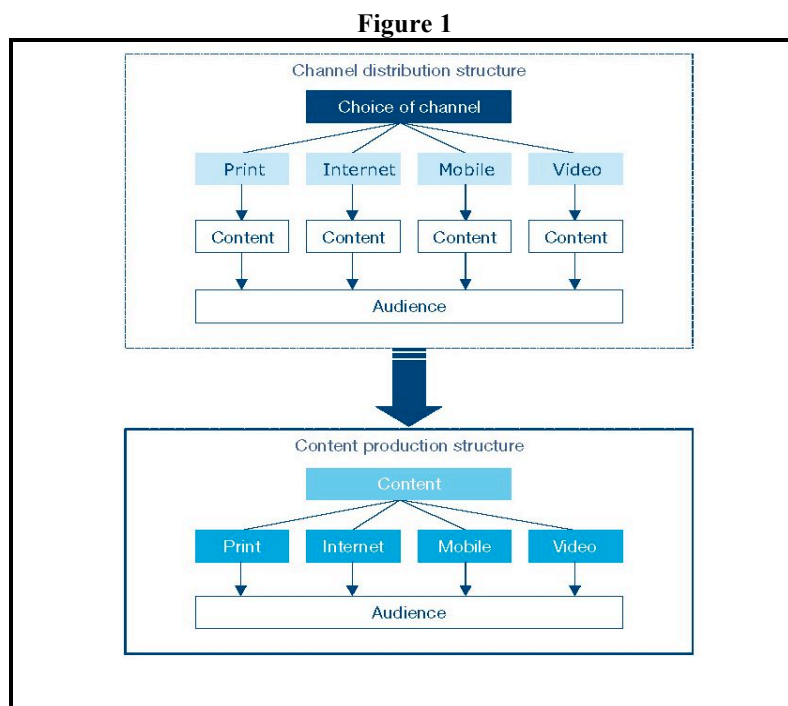 Figure 1
Channel distribution structure
Choice of channel
Print Internet Mobile Video
Content Content Content Content
Audience
Content production structure
Content
Print Internet Mobile Video
Audience